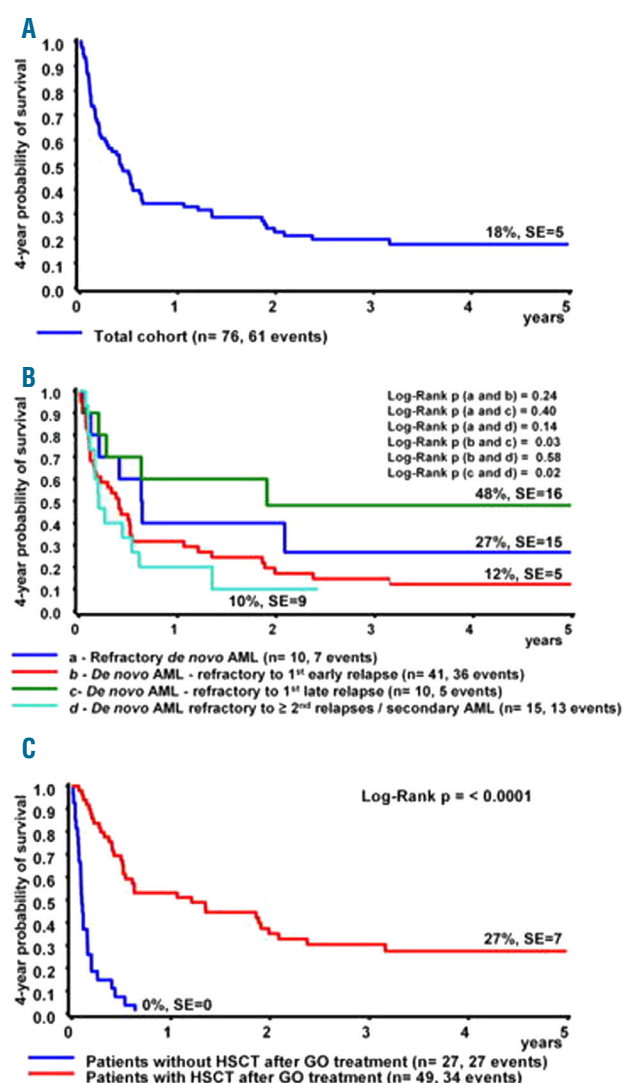 A
4-year probability of survival
1.0
0.9
0.8
0.7
0.6
0.5
0.4
0.3
0.2
0.1
0.0
18%, SE=5
0 1 2 3 4 5
years
Total cohort (n= 76, 61 events)
B
4-year probability of survival
1.0
0.9
0.8
0.7
0.6
0.5
0.4
0.3
0.2
0.1
0.0
Log-Rank p (a and b) = 0.24
Log-Rank p (a and c) = 0.40
Log-Rank p (a and d) = 0.14
Log-Rank p (b and c) = 0.03
Log-Rank p (b and d) = 0.58
Log-Rank p (c and d) = 0.02
48%, SE=16
27%, SE=15
12%, SE=5
10%, SE=9
0 1 2 3 4 5
years
a - Refractory de novo AML (n= 10, 7 events)
b - De novo AML - refractory to 1st early relapse (n= 41, 36 events)
c- De novo AML - refractory to 1st late relapse (n= 10, 5 events)
d - De novo AML refractory to ≥ 2nd relapses / secondary AML (n= 15, 13 events)
C
4-year probability of survival
1.0
0.9
0.8
0.7
0.6
0.5
0.4
0.3
0.2
0.1
0.0
Log-Rank p = < 0.0001
27%, SE=7
0%, SE=0
0 1 2 3 4 5
years
Patients without HSCT after GO treatment (n= 27, 27 events)
Patients with HSCT after GO treatment (n= 49, 34 events)